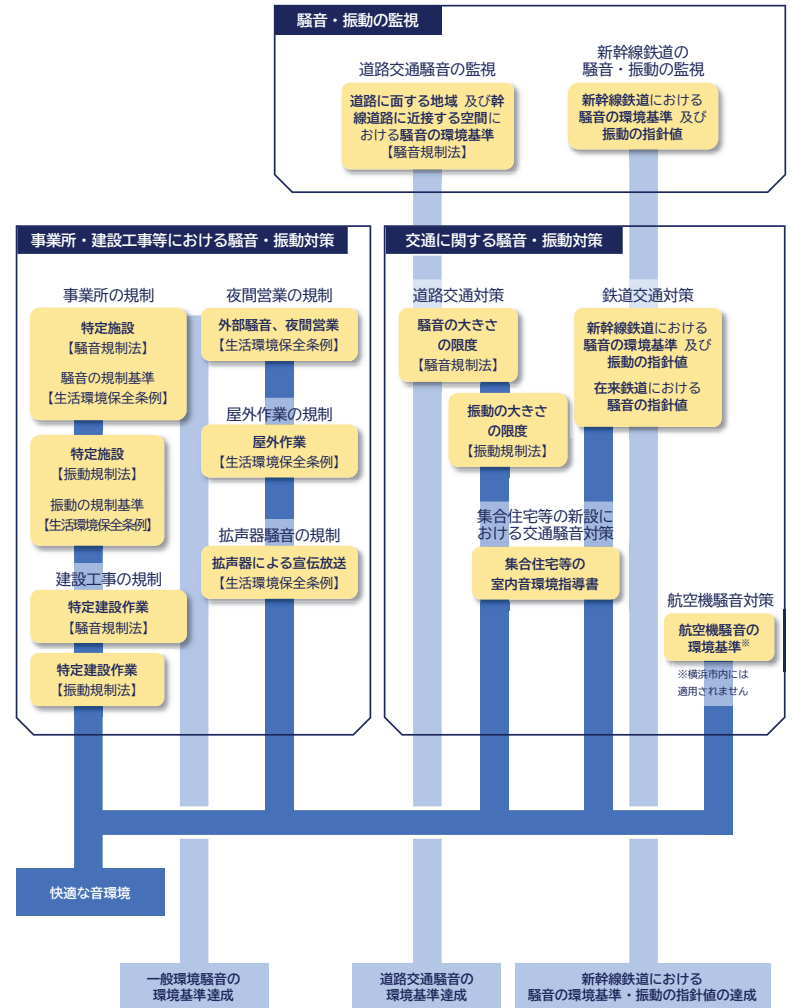 騒音・振動の監視
道路交通騒音の監視
道路に面する地域 及び幹
線道路に近接する空間に
おける騒音の環境基準
【騒音規制法】
新幹線鉄道の
騒音・振動の監視
新幹線鉄道における
騒音の環境基準 及び
振動の指針値
事業所・建設工事等における騒音・振動対策
事業所の規制
特定施設
【騒音規制法】
騒音の規制基準
【生活環境保全条例】
特定施設
【振動規制法】
振動の規制基準
【生活環境保全条例】
建設工事の規制
特定建設作業
【騒音規制法】
特定建設作業
【振動規制法】
夜間営業の規制
外部騒音、夜間営業
【生活環境保全条例】
屋外作業の規制
屋外作業
【生活環境保全条例】
拡声器騒音の規制
拡声器による宣伝放送
【生活環境保全条例】
交通に関する騒音・振動対策
道路交通対策
騒音の大きさ
の限度
【騒音規制法】
振動の大きさ
の限度
【振動規制法】
集合住宅等の新設に
おける交通騒音対策
集合住宅等の
室内音環境指導書
鉄道交通対策
新幹線鉄道における
騒音の環境基準 及び
振動の指針値
在来鉄道における
騒音の指針値
航空機騒音対策
航空機騒音の
環境基準※
※横浜市内には
適用されません
快適な音環境
一般環境騒音の
環境基準達成
道路交通騒音の
環境基準達成
新幹線鉄道における
騒音の環境基準・振動の指針値の達成